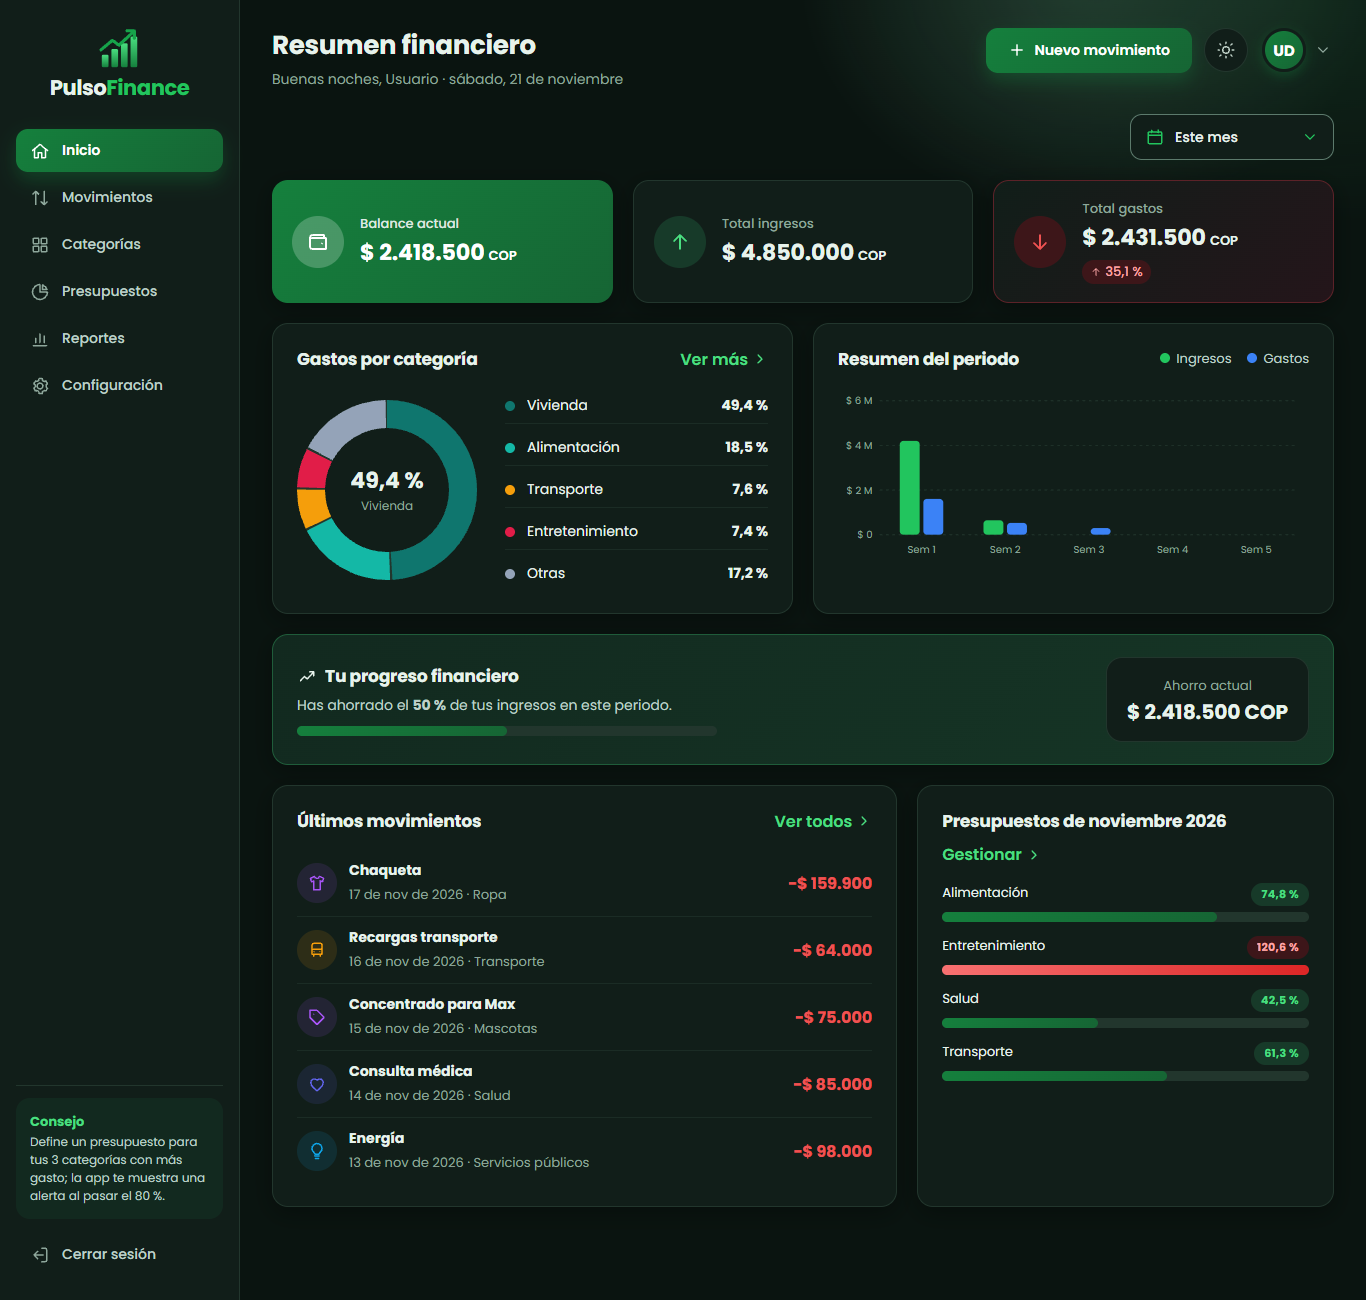 PulsoFinance
Inicio
Movimientos
Categorías
Presupuestos
Reportes
Configuración
Consejo
Define un presupuesto para
tus 3 categorías con más
gasto; la app te muestra una
alerta al pasar el 80 %.
Cerrar sesión
Resumen financiero
Buenas noches, Usuario · sábado, 21 de noviembre
Nuevo movimiento
UD
Este mes
Balance actual
$ 2.418.500 COP
Total ingresos
$ 4.850.000 COP
Total gastos
$ 2.431.500 COP
↑ 35,1 %
Gastos por categoría
Ver más
49,4 %
Vivienda
Vivienda 49,4 %
Alimentación 18,5 %
Transporte 7,6 %
Entretenimiento 7,4 %
Otras 17,2 %
Resumen del periodo
Ingresos Gastos
$ 6 M
$ 4 M
$ 2 M
$ 0
Sem 1 Sem 2 Sem 3 Sem 4 Sem 5
Tu progreso financiero
Has ahorrado el 50 % de tus ingresos en este periodo.
Ahorro actual
$ 2.418.500 COP
Últimos movimientos
Ver todos
Chaqueta
17 de nov de 2026 · Ropa
-$ 159.900
Recargas transporte
16 de nov de 2026 · Transporte
-$ 64.000
Concentrado para Max
15 de nov de 2026 · Mascotas
-$ 75.000
Consulta médica
14 de nov de 2026 · Salud
-$ 85.000
Energía
13 de nov de 2026 · Servicios públicos
-$ 98.000
Presupuestos de noviembre 2026
Gestionar
Alimentación 74,8 %
Entretenimiento 120,6 %
Salud 42,5 %
Transporte 61,3 %